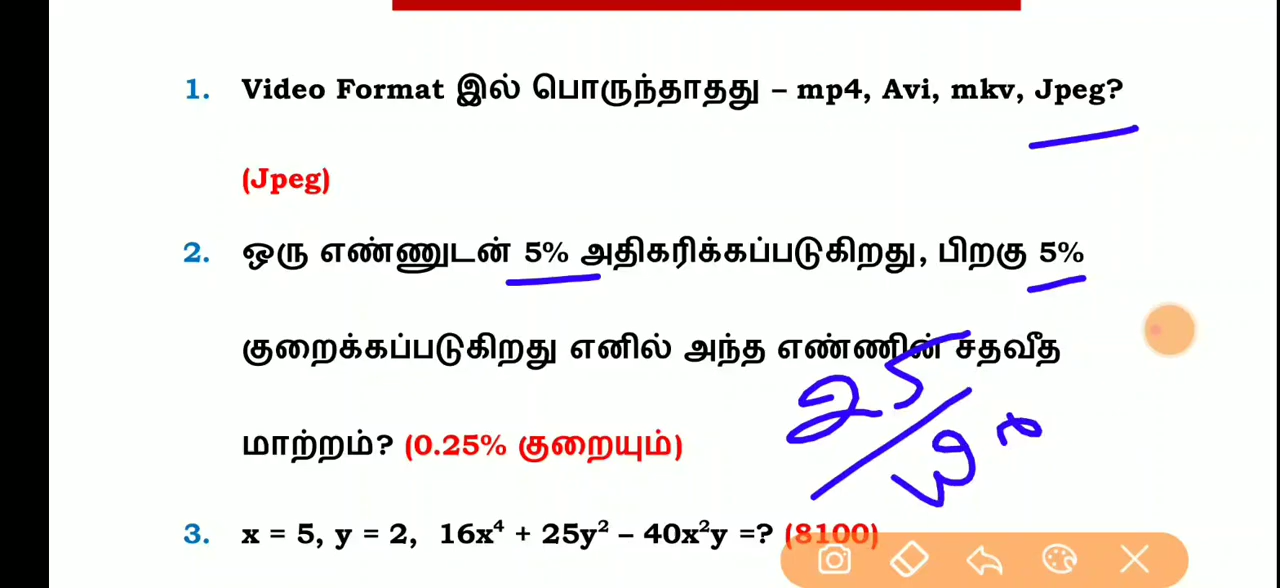 1. Video Format இல் பொருந்தாதது – mp4, Avi, mkv, Jpeg?
(Jpeg)
2. ஒரு எண்ணுடன் 5% அதிகரிக்கப்படுகிறது, பிறகு 5%
குறைக்கப்படுகிறது எனில் அந்த எண்ணின் சதவீத
மாற்றம்? (0.25% குறையும்)
25
3. x = 5, y = 2, 16x⁴ + 25y² – 40x²y =? (8100)